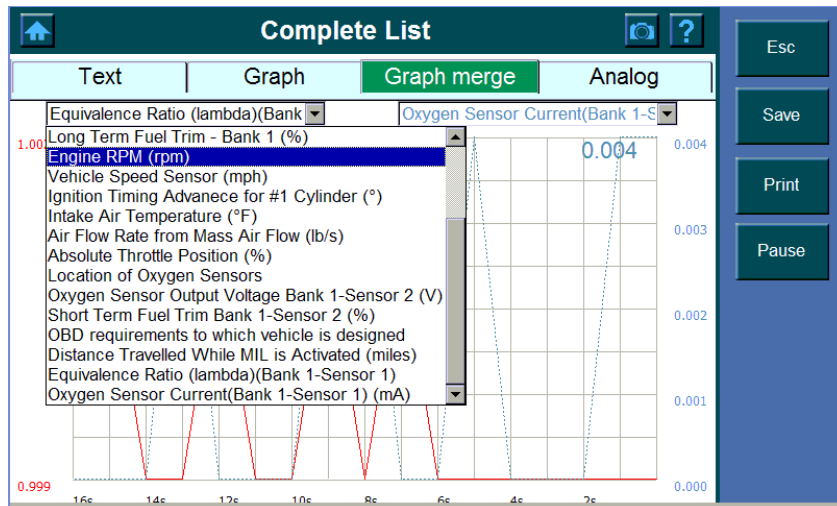 Complete List
?
Esc
Text Graph Graph merge Analog
Save
Equivalence Ratio (lambda)(Bank
Oxygen Sensor Current(Bank 1-S
Long Term Fuel Trim - Bank 1 (%)
Engine RPM (rpm)
Vehicle Speed Sensor (mph)
Ignition Timing Advanece for #1 Cylinder (°)
Intake Air Temperature (°F)
Air Flow Rate from Mass Air Flow (lb/s)
Absolute Throttle Position (%)
Location of Oxygen Sensors
Oxygen Sensor Output Voltage Bank 1-Sensor 2 (V)
Short Term Fuel Trim Bank 1-Sensor 2 (%)
OBD requirements to which vehicle is designed
Distance Travelled While MIL is Activated (miles)
Equivalence Ratio (lambda)(Bank 1-Sensor 1)
Oxygen Sensor Current(Bank 1-Sensor 1) (mA)
0.004
0.004
0.003
0.002
0.001
0.000
0.999
16s 14s 12s 10s 8s 6s 4s 2s
Print
Pause